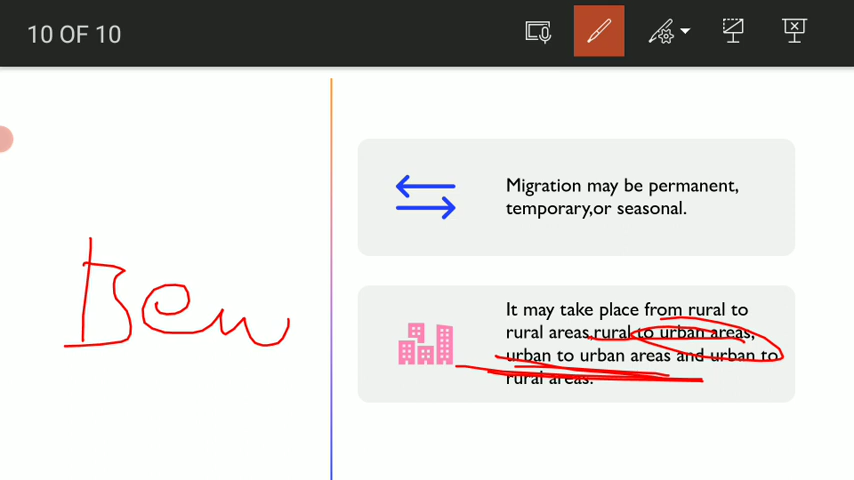 10 OF 10
Migration may be permanent,
temporary,or seasonal.
It may take place from rural to
rural areas,rural to urban areas,
urban to urban areas and urban to
rural areas.